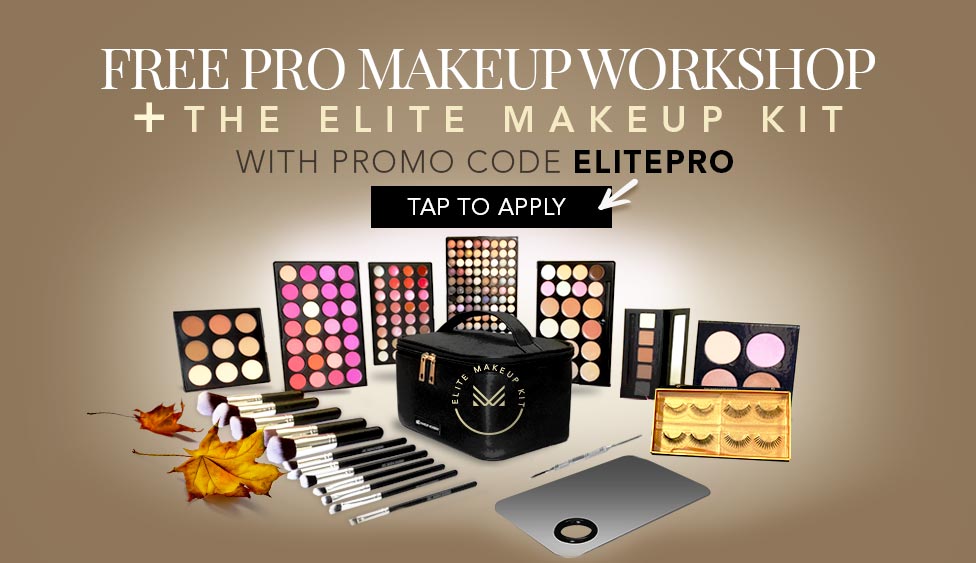 FREE PRO MAKEUP WORKSHOP
+ THE ELITE MAKEUP KIT
WITH PROMO CODE ELITEPRO
TAP TO APPLY
ELITE MAKEUP KIT